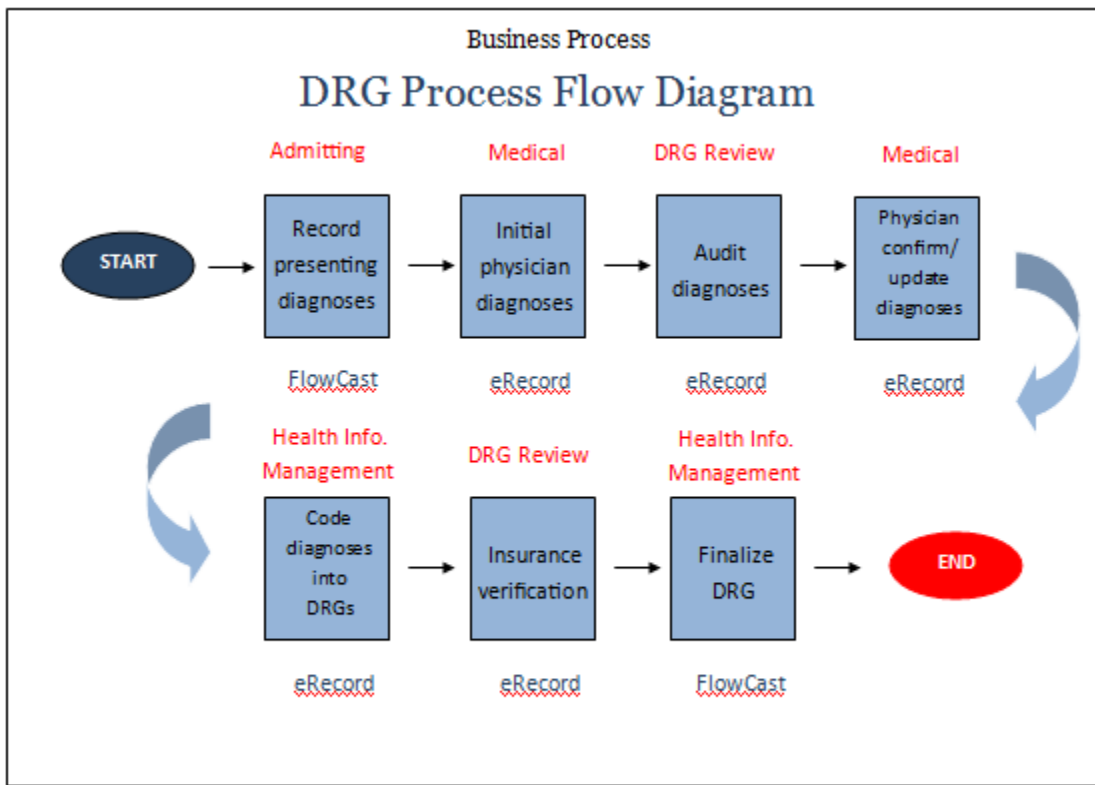 Business Process
DRG Process Flow Diagram
Admitting
Medical
DRG Review
Medical
START
Record
presenting
diagnoses
Initial
physician
diagnoses
Audit
diagnoses
Physician
confirm/
update
diagnoses
FlowCast
eRecord
eRecord
eRecord
Health Info.
Management
DRG Review
Health Info.
Management
Code
diagnoses
into
DRGs
Insurance
verification
Finalize
DRG
END
eRecord
eRecord
FlowCast